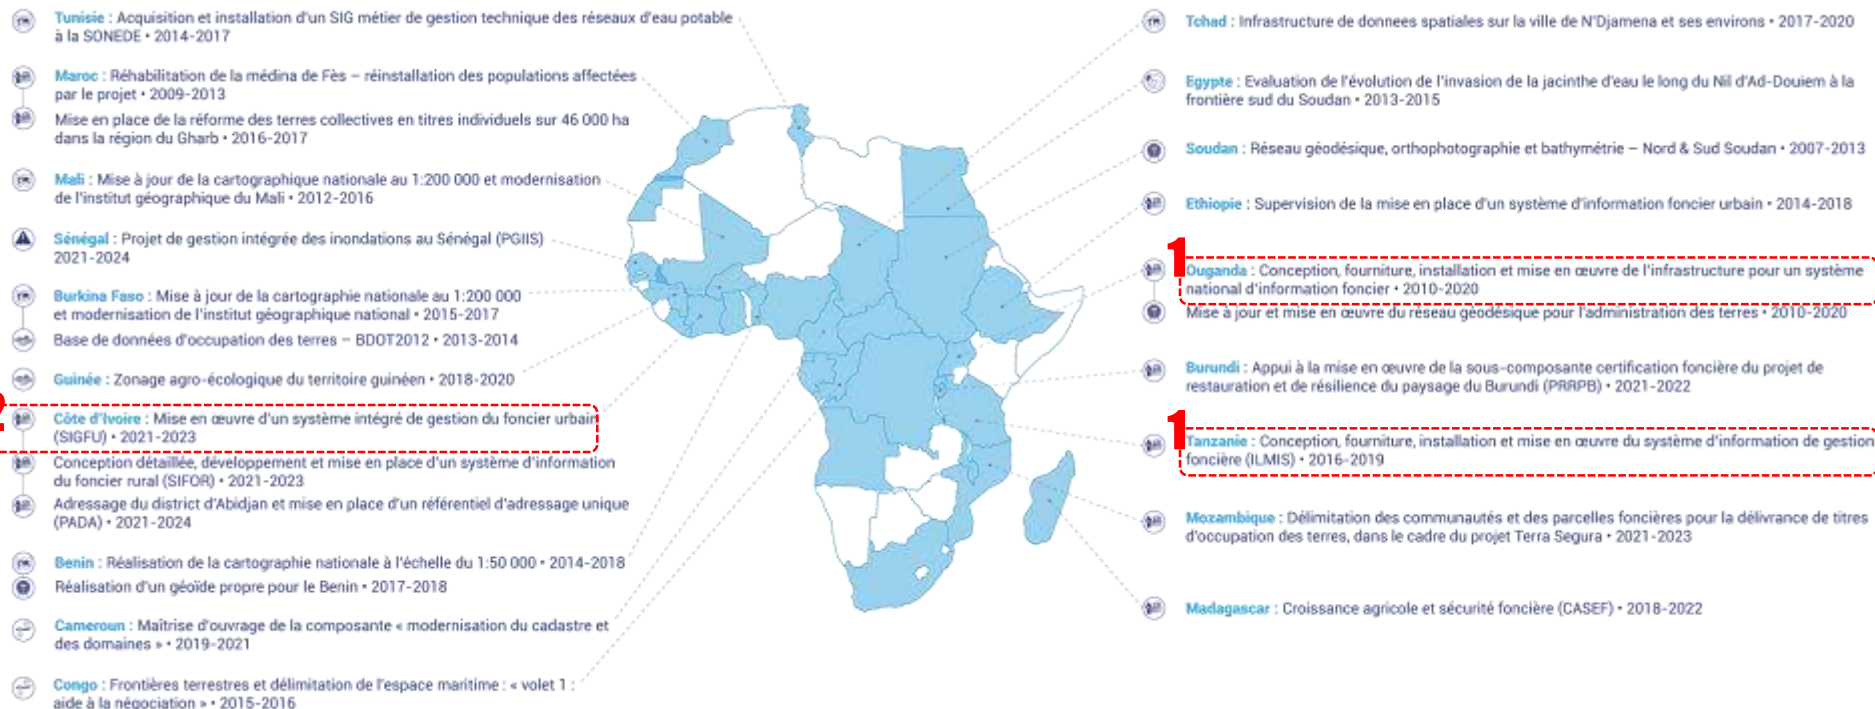 Tunisie : Acquisition et installation d'un SIG métier de gestion technique des réseaux d'eau potable
à la SONEDE • 2014-2017
Maroc : Réhabilitation de la médina de Fès – réinstallation des populations affectées
par le projet • 2009-2013
Mise en place de la réforme des terres collectives en titres individuels sur 46 000 ha
dans la région du Gharb • 2016-2017
Mali : Mise à jour de la cartographique nationale au 1:200 000 et modernisation
de l'institut géographique du Mali • 2012-2016
Sénégal : Projet de gestion intégrée des inondations au Sénégal (PGIIS)
2021-2024
Burkina Faso : Mise à jour de la cartographie nationale au 1:200 000
et modernisation de l'institut géographique national • 2015-2017
Base de données d'occupation des terres – BDOT2012 • 2013-2014
Guinée : Zonage agro-écologique du territoire guinéen • 2018-2020
2
Côte d'Ivoire : Mise en œuvre d'un système intégré de gestion du foncier urbain
(SIGFU) • 2021-2023
Conception détaillée, développement et mise en place d'un système d'information
du foncier rural (SIFOR) • 2021-2023
Adressage du district d'Abidjan et mise en place d'un référentiel d'adressage unique
(PADA) • 2021-2024
Benin : Réalisation de la cartographie nationale à l'échelle du 1:50 000 • 2014-2018
Réalisation d'un géoïde propre pour le Benin • 2017-2018
Cameroun : Maîtrise d'ouvrage de la composante « modernisation du cadastre et
des domaines » • 2019-2021
Congo : Frontières terrestres et délimitation de l'espace maritime : « volet 1 :
aide à la négociation » • 2015-2016
Tchad : Infrastructure de donnees spatiales sur la ville de N'Djamena et ses environs • 2017-2020
Egypte : Evaluation de l'évolution de l'invasion de la jacinthe d'eau le long du Nil d'Ad-Douiem à la
frontière sud du Soudan • 2013-2015
Soudan : Réseau géodésique, orthophotographie et bathymétrie – Nord & Sud Soudan • 2007-2013
Ethiopie : Supervision de la mise en place d'un système d'information foncier urbain • 2014-2018
1
Ouganda : Conception, fourniture, installation et mise en œuvre de l'infrastructure pour un système
national d'information foncier • 2010-2020
Mise à jour et mise en œuvre du réseau géodésique pour l'administration des terres • 2010-2020
Burundi : Appui à la mise en œuvre de la sous-composante certification foncière du projet de
restauration et de résilience du paysage du Burundi (PRRPB) • 2021-2022
1
Tanzanie : Conception, fourniture, installation et mise en œuvre du système d'information de gestion
foncière (ILMIS) • 2016-2019
Mozambique : Délimitation des communautés et des parcelles foncières pour la délivrance de titres
d'occupation des terres, dans le cadre du projet Terra Segura • 2021-2023
Madagascar : Croissance agricole et sécurité foncière (CASEF) • 2018-2022